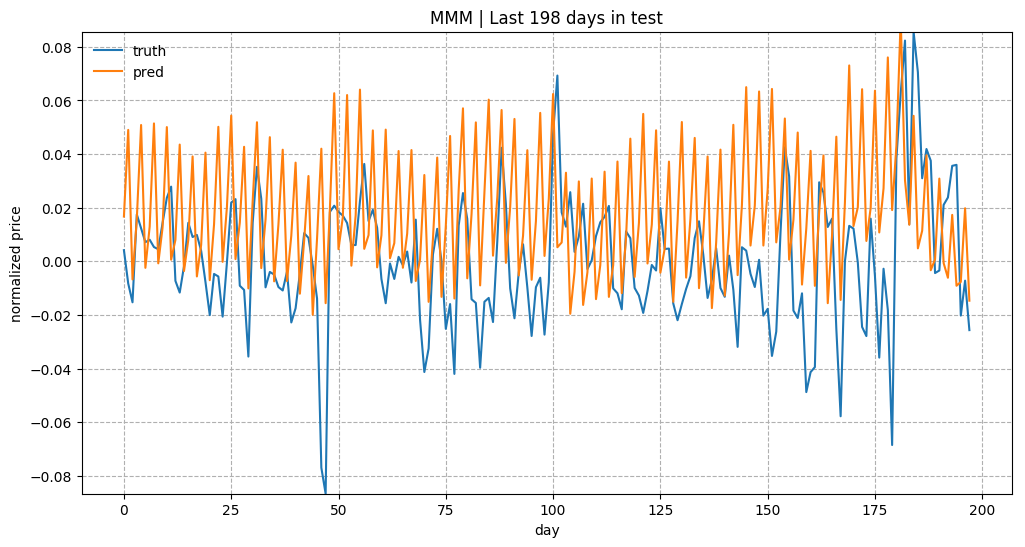 MMM | Last 198 days in test
truth
pred
normalized price
0.08
0.06
0.04
0.02
0.00
−0.02
−0.04
−0.06
−0.08
0 25 50 75 100 125 150 175 200
day